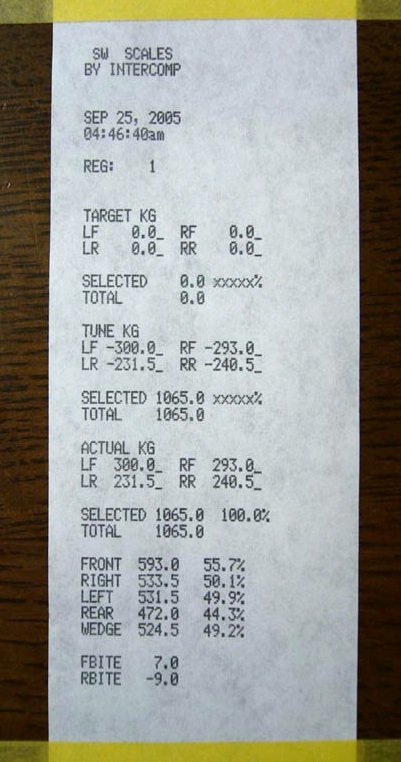 SW SCALES
BY INTERCOMP
SEP 25, 2005
04:46:40am
REG: 1
TARGET KG
LF 0.0_ RF 0.0_
LR 0.0_ RR 0.0_
SELECTED 0.0 xxxxx%
TOTAL 0.0
TUNE KG
LF -300.0_ RF -293.0_
LR -231.5_ RR -240.5_
SELECTED 1065.0 xxxxx%
TOTAL 1065.0
ACTUAL KG
LF 300.0_ RF 293.0_
LR 231.5_ RR 240.5_
SELECTED 1065.0 100.0%
TOTAL 1065.0
FRONT 593.0 55.7%
RIGHT 533.5 50.1%
LEFT 531.5 49.9%
REAR 472.0 44.3%
WEDGE 524.5 49.2%
FBITE 7.0
RBITE -9.0